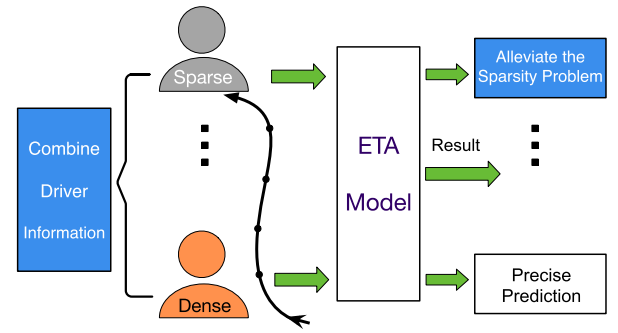 Combine
Driver
Information
Sparse
Dense
ETA
Model
Result
Alleviate the
Sparsity Problem
Precise
Prediction